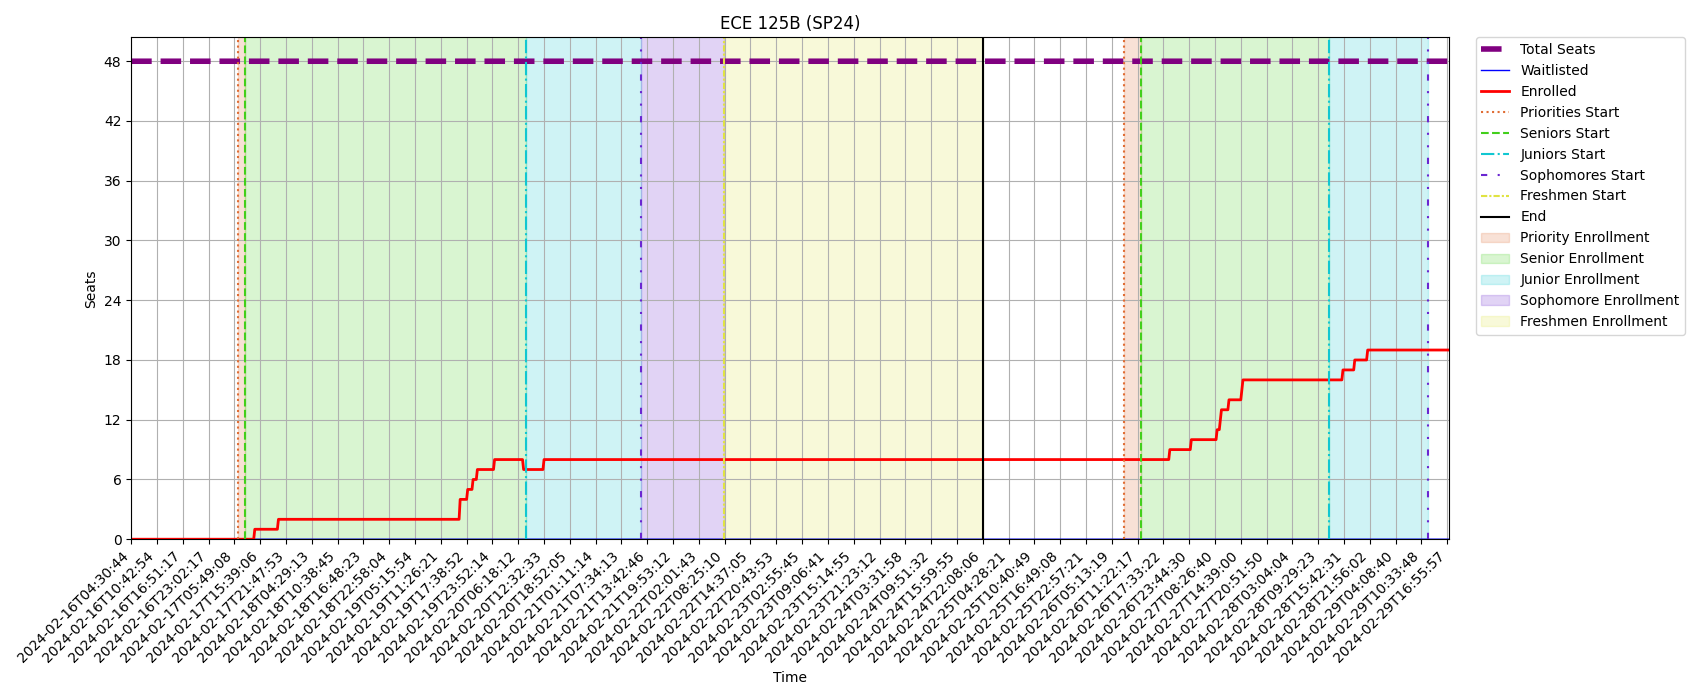 ECE 125B (SP24)
Seats
48
42
36
30
24
18
12
6
0
2024-02-16T04:30:44
2024-02-16T10:42:54
2024-02-16T16:51:17
2024-02-16T23:02:17
2024-02-17T05:49:08
2024-02-17T15:39:06
2024-02-17T21:47:53
2024-02-18T04:29:13
2024-02-18T10:38:45
2024-02-18T16:48:23
2024-02-18T22:58:04
2024-02-19T05:15:54
2024-02-19T11:26:21
2024-02-19T17:38:52
2024-02-19T23:52:14
2024-02-20T06:18:12
2024-02-20T12:32:33
2024-02-20T18:52:05
2024-02-21T01:11:14
2024-02-21T07:34:13
2024-02-21T13:42:46
2024-02-21T19:53:12
2024-02-22T02:01:43
2024-02-22T08:25:10
2024-02-22T14:37:05
2024-02-22T20:43:53
2024-02-23T02:55:45
2024-02-23T09:06:41
2024-02-23T15:14:55
2024-02-23T21:23:12
2024-02-24T03:31:58
2024-02-24T09:51:32
2024-02-24T15:59:55
2024-02-24T22:08:06
2024-02-25T04:28:21
2024-02-25T10:40:49
2024-02-25T16:49:08
2024-02-25T22:57:21
2024-02-26T05:13:19
2024-02-26T11:22:17
2024-02-26T17:33:22
2024-02-26T23:44:30
2024-02-27T08:26:40
2024-02-27T14:39:00
2024-02-27T20:51:50
2024-02-28T03:04:04
2024-02-28T09:29:23
2024-02-28T15:42:31
2024-02-28T21:56:02
2024-02-29T04:08:40
2024-02-29T10:33:48
2024-02-29T16:55:57
Time
Total Seats
Waitlisted
Enrolled
Priorities Start
Seniors Start
Juniors Start
Sophomores Start
Freshmen Start
End
Priority Enrollment
Senior Enrollment
Junior Enrollment
Sophomore Enrollment
Freshmen Enrollment